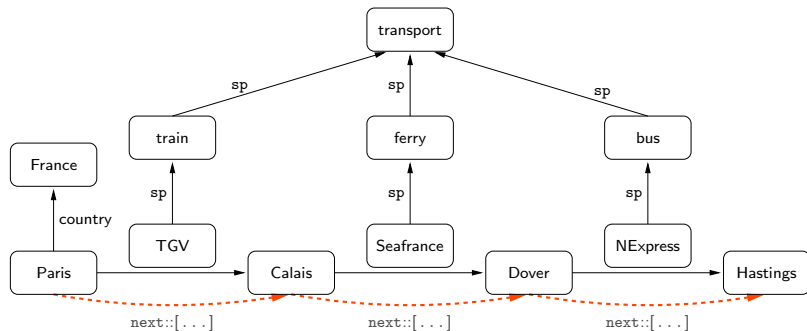 transport
sp
sp
sp
train
ferry
bus
France
sp
sp
sp
country
TGV
Seafrance
NExpress
Paris
Calais
Dover
Hastings
next::[...]
next::[...]
next::[...]